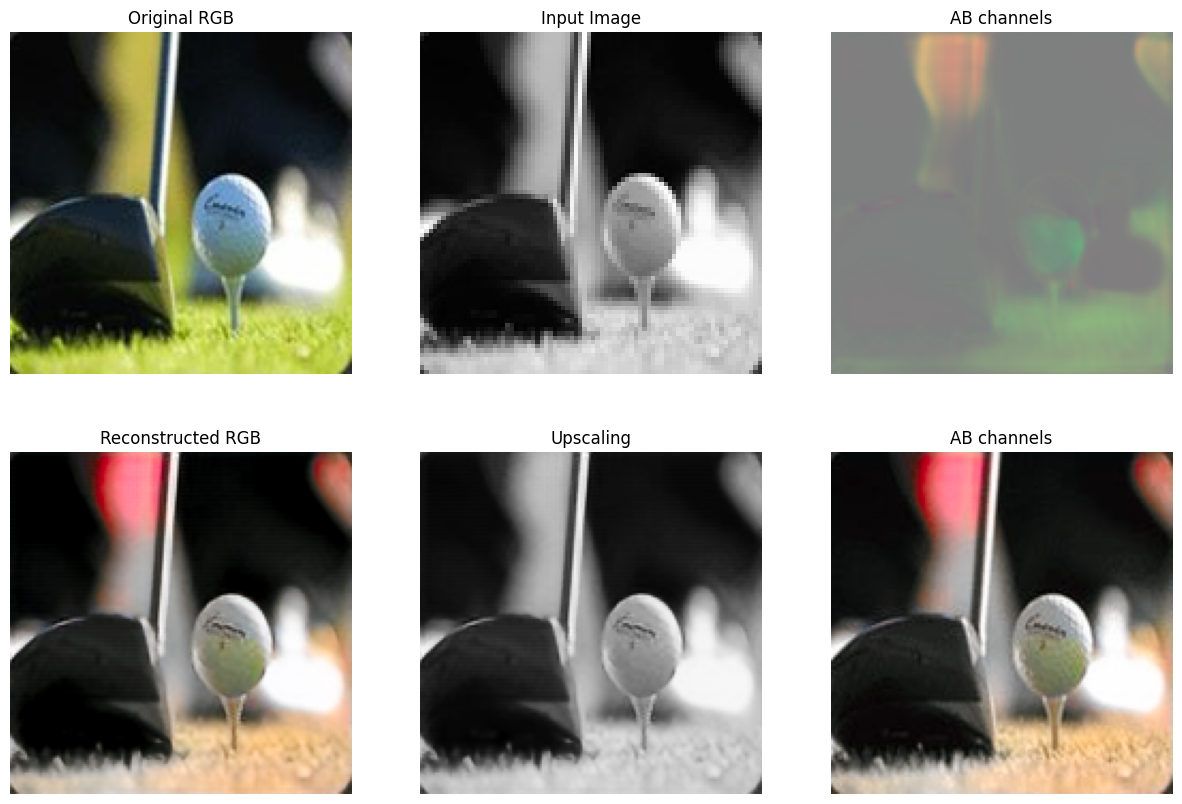 Original RGB
Input Image
AB channels
Reconstructed RGB
Upscaling
AB channels